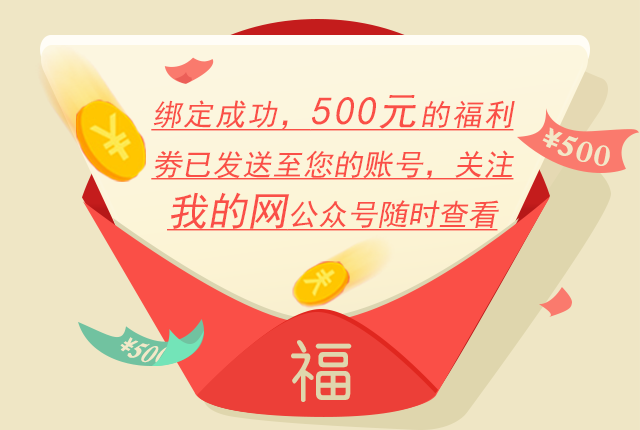 绑定成功，500元的福利
劵已发送至您的账号，关注
我的网公众号随时查看
¥
¥500
¥
¥500
福